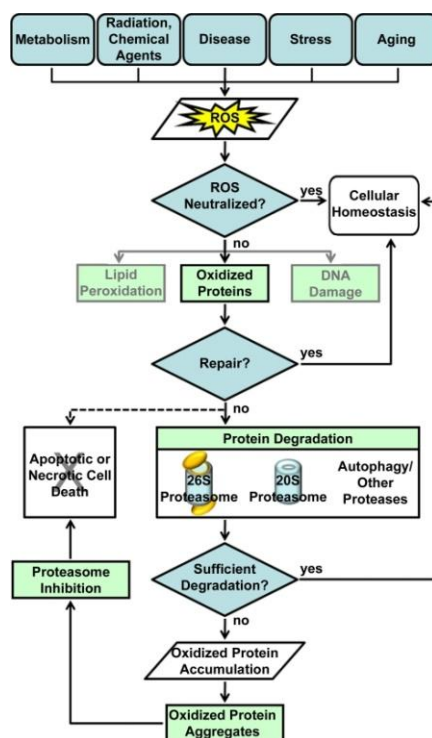 Metabolism
Radiation,
Chemical
Agents
Disease
Stress
Aging
ROS
ROS
Neutralized?
yes
Cellular
Homeostasis
no
Lipid
Peroxidation
Oxidized
Proteins
DNA
Damage
Repair?
yes
no
Apoptotic or
Necrotic Cell
Death
Protein Degradation
26S
Proteasome
20S
Proteasome
Autophagy/
Other
Proteases
Proteasome
Inhibition
Sufficient
Degradation?
yes
no
Oxidized Protein
Accumulation
Oxidized Protein
Aggregates